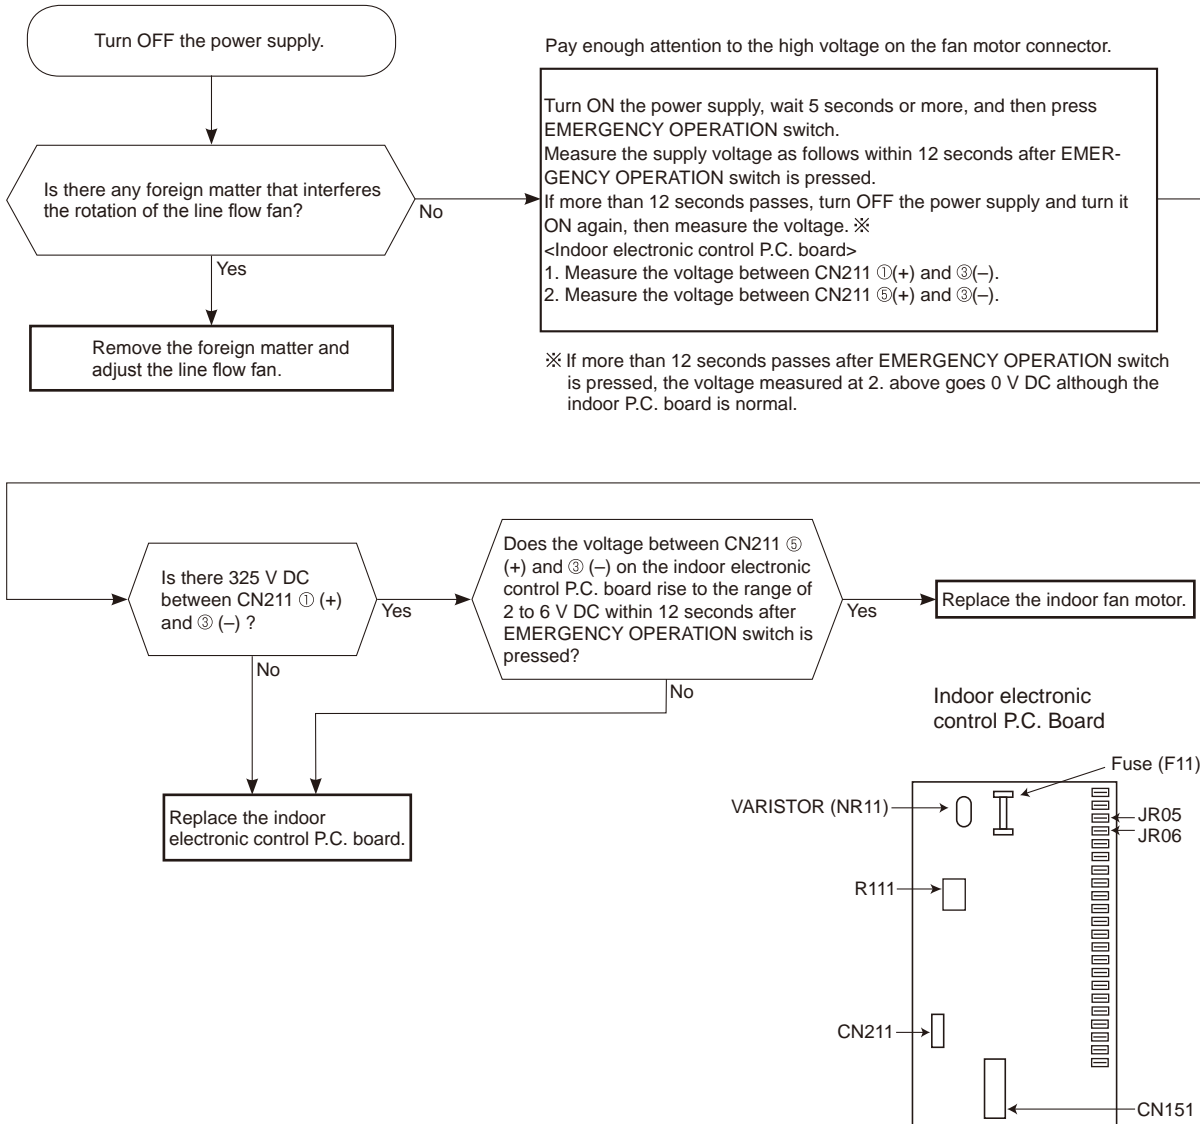 Turn OFF the power supply.
Is there any foreign matter that interferes
the rotation of the line flow fan?
No
Yes
Remove the foreign matter and
adjust the line flow fan.
Pay enough attention to the high voltage on the fan motor connector.
Turn ON the power supply, wait 5 seconds or more, and then press
EMERGENCY OPERATION switch.
Measure the supply voltage as follows within 12 seconds after EMER-
GENCY OPERATION switch is pressed.
If more than 12 seconds passes, turn OFF the power supply and turn it
ON again, then measure the voltage. ※
<Indoor electronic control P.C. board>
1. Measure the voltage between CN211 ①(+) and ③(–).
2. Measure the voltage between CN211 ⑤(+) and ③(–).
※ If more than 12 seconds passes after EMERGENCY OPERATION switch
is pressed, the voltage measured at 2. above goes 0 V DC although the
indoor P.C. board is normal.
Is there 325 V DC
between CN211 ① (+)
and ③ (–) ?
Yes
No
Does the voltage between CN211 ⑤
(+) and ③ (–) on the indoor electronic
control P.C. board rise to the range of
2 to 6 V DC within 12 seconds after
EMERGENCY OPERATION switch is
pressed?
Yes
No
Replace the indoor fan motor.
Replace the indoor
electronic control P.C. board.
Indoor electronic
control P.C. Board
Fuse (F11)
VARISTOR (NR11)
JR05
JR06
R111
CN211
CN151